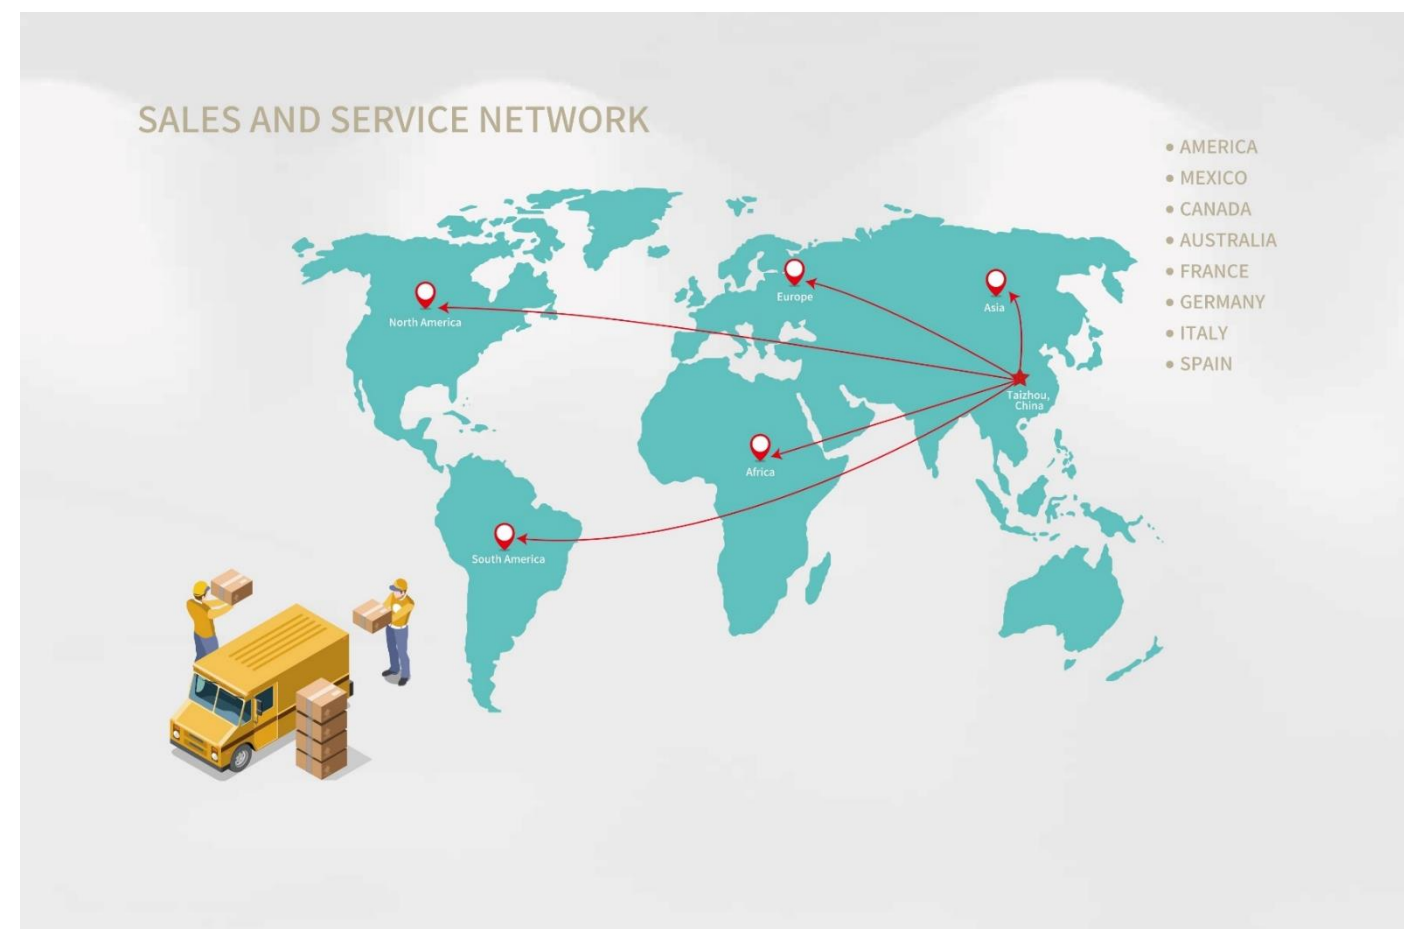 SALES AND SERVICE NETWORK
• AMERICA
• MEXICO
• CANADA
• AUSTRALIA
• FRANCE
• GERMANY
• ITALY
• SPAIN
Europe
Asia
North America
Taizhou,
China
Africa
South America